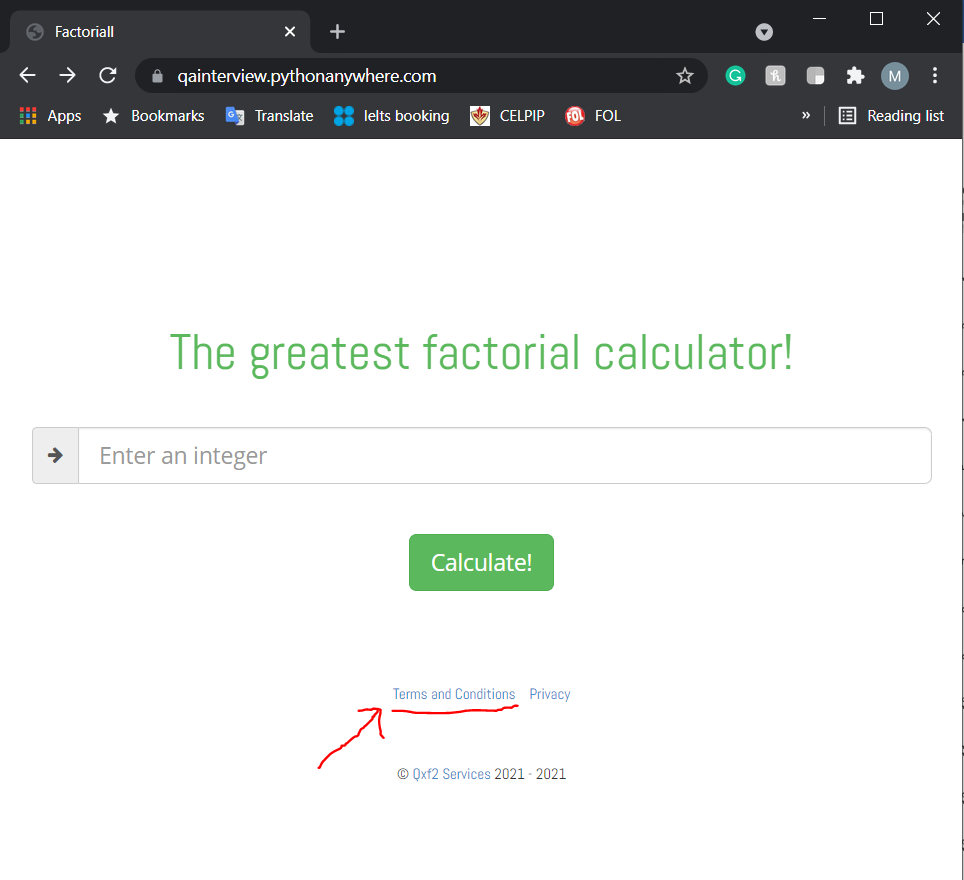 Factoriall
qainterview.pythonanywhere.com
M
Apps Bookmarks Translate Ielts booking CELPIP FOL FOL » Reading list
The greatest factorial calculator!
Enter an integer
Calculate!
Terms and Conditions Privacy
© Qxf2 Services 2021 - 2021